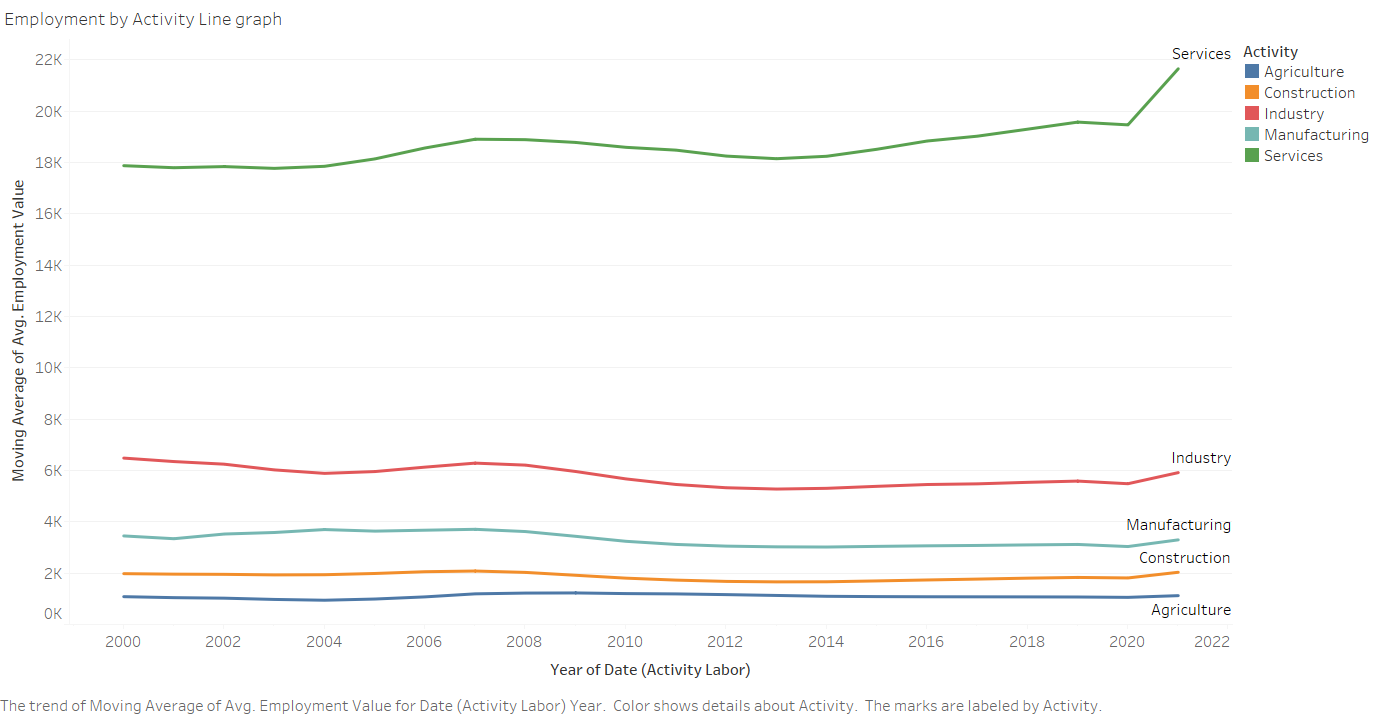 Employment by Activity Line graph
Services
Activity
Agriculture
Construction
Industry
Manufacturing
Services
22K
20K
18K
16K
14K
12K
10K
8K
6K
4K
2K
0K
Moving Average of Avg. Employment Value
Industry
Manufacturing
Construction
Agriculture
2000 2002 2004 2006 2008 2010 2012 2014 2016 2018 2020 2022
Year of Date (Activity Labor)
The trend of Moving Average of Avg. Employment Value for Date (Activity Labor) Year. Color shows details about Activity. The marks are labeled by Activity.